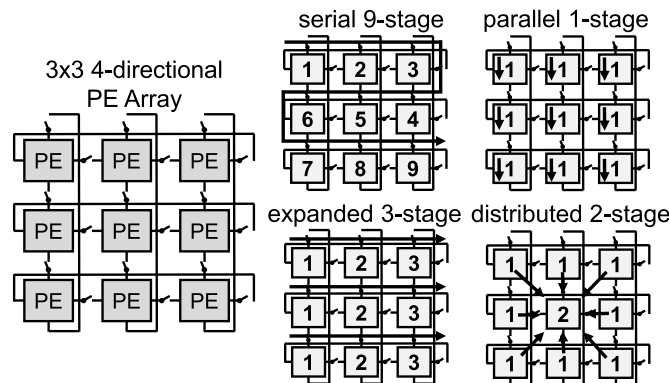 serial 9-stage
parallel 1-stage
3x3 4-directional
PE Array
1 2 3
6 5 4
7 8 9
1 1 1
1 1 1
1 1 1
PE PE PE
PE PE PE
PE PE PE
expanded 3-stage
distributed 2-stage
1 2 3
1 2 3
1 2 3
1 1 1
1 2 1
1 1 1